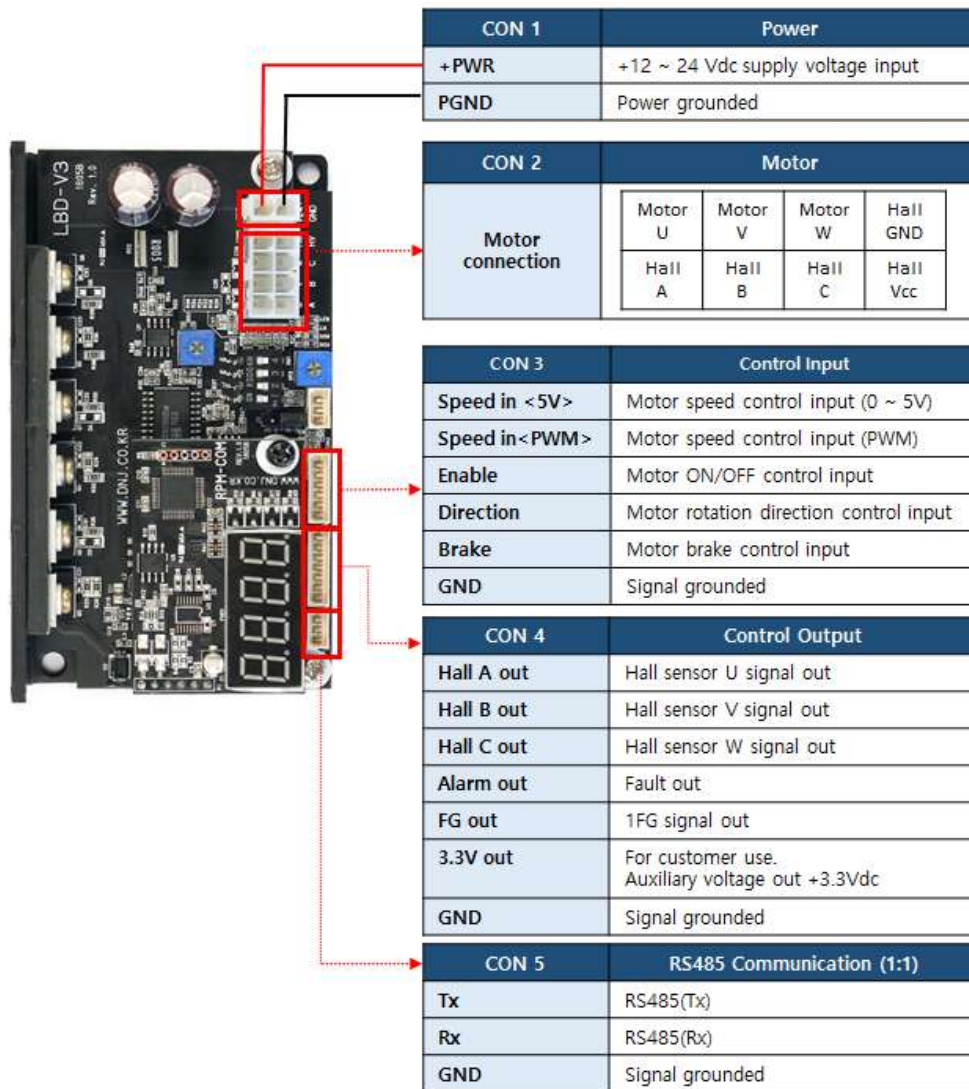 CON 1 Power
+PWR +12 ~ 24 Vdc supply voltage input
PGND Power grounded
CON 2 Motor
Motor connection
Motor U Motor V Motor W Hall GND
Hall A Hall B Hall C Hall Vcc
CON 3 Control Input
Speed in <5V> Motor speed control input (0 ~ 5V)
Speed in<PWM> Motor speed control input (PWM)
Enable Motor ON/OFF control input
Direction Motor rotation direction control input
Brake Motor brake control input
GND Signal grounded
CON 4 Control Output
Hall A out Hall sensor U signal out
Hall B out Hall sensor V signal out
Hall C out Hall sensor W signal out
Alarm out Fault out
FG out 1FG signal out
3.3V out For customer use.
Auxiliary voltage out +3.3Vdc
GND Signal grounded
CON 5 RS485 Communication (1:1)
Tx RS485(Tx)
Rx RS485(Rx)
GND Signal grounded
LBD-V3
1805B
Rev. 1.0
WWW.DNJ.CO.KR
RPM-COM
WWW.DNJ.CO.KR
GND
HV
C
B
A